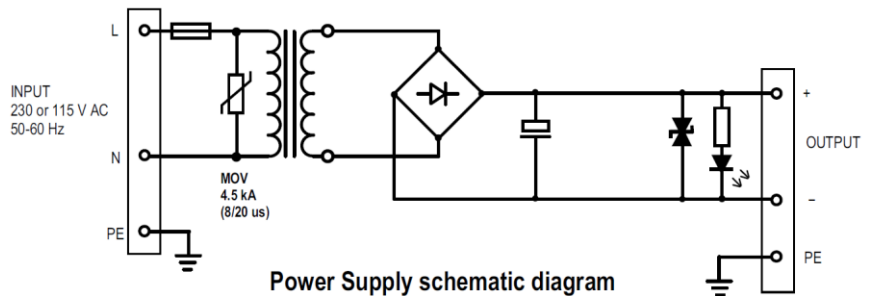 L
INPUT
230 or 115 V AC
50-60 Hz
N
MOV
4.5 kA
(8/20 us)
PE
+
OUTPUT
−
PE
Power Supply schematic diagram